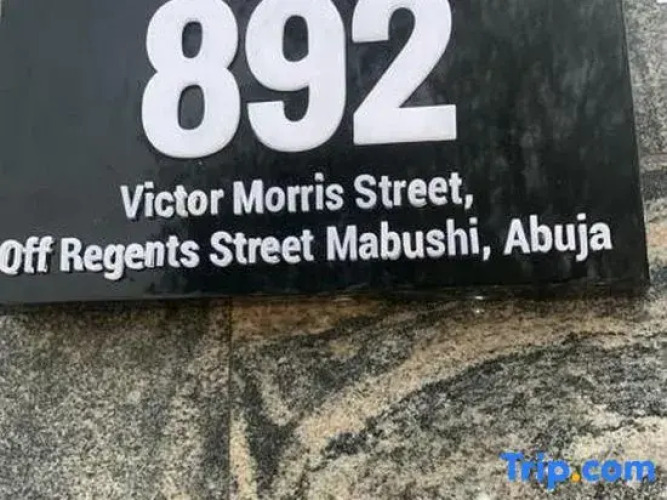 892
Victor Morris Street,
Off Regents Street Mabushi, Abuja
Trip.com